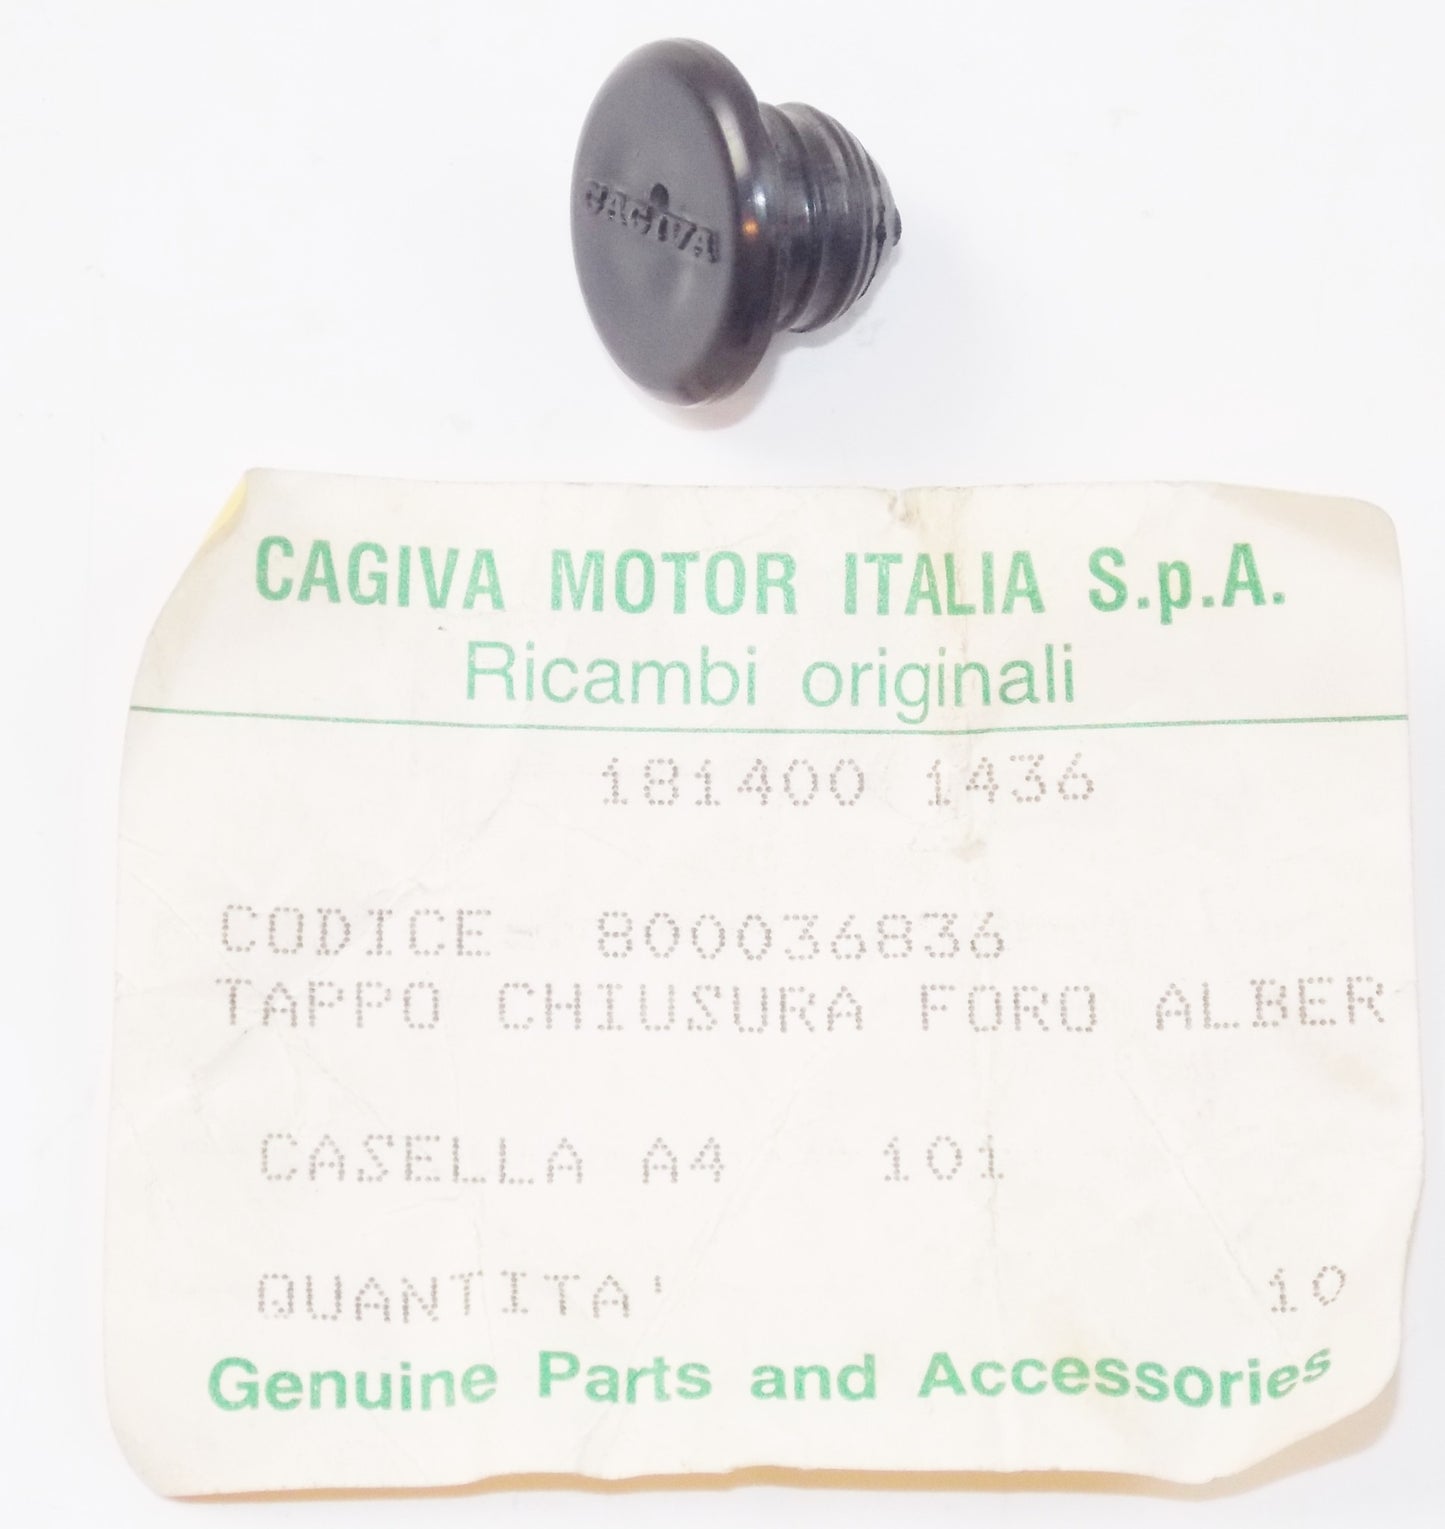 CAGIVA
CAGIVA MOTOR ITALIA S.p.A.
Ricambi originali
181400 1436
CODICE 800036836
TAPPO CHIUSURA FORO ALBER
CASELLA A4 101
QUANTITA' 10
Genuine Parts and Accessories